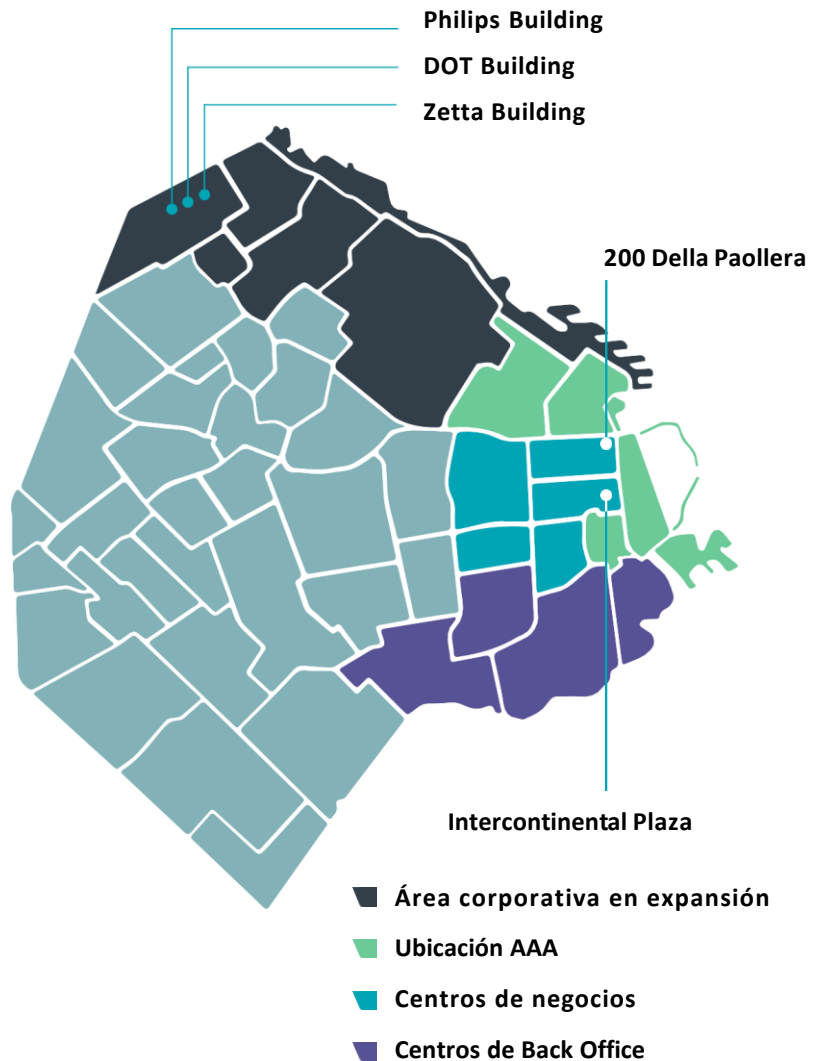 Philips Building
DOT Building
Zetta Building
200 Della Paollera
Intercontinental Plaza
Área corporativa en expansión
Ubicación AAA
Centros de negocios
Centros de Back Office